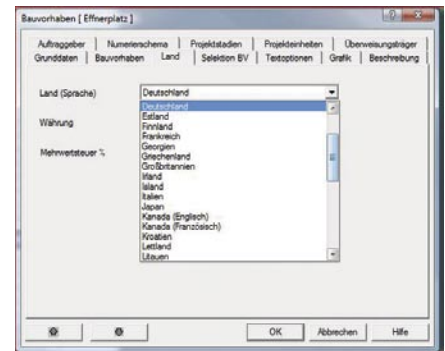 Bauvorhaben [ Effnerplatz ]
Auftraggeber Numerierschema Projektstadien Projekteinheiten Überweisungsträger
Grunddaten Bauvorhaben Land Selektion BV Textoptionen Grafik Beschreibung
Land (Sprache) Deutschland
Deutschland
Estland
Finnland
Währung
Frankreich
Georgien
Mehrwertsteuer %
Griechenland
Großbritannien
Irland
Island
Italien
Japan
Kanada (Englisch)
Kanada (Französisch)
Kroatien
Lettland
Litauen
OK Abbrechen Hilfe